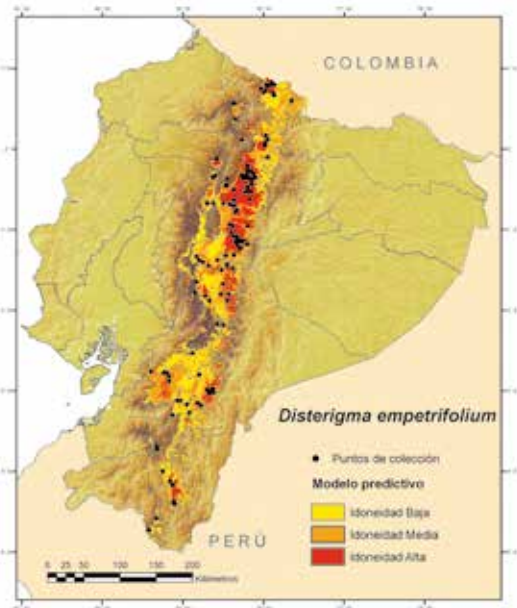 COLOMBIA
Disterigma empetrifolium
Puntos de colección
Modelo predictivo
Idoneidad Baja
Idoneidad Media
Idoneidad Alta
PERÚ
0 25 50 100 150 200
Kilómetros